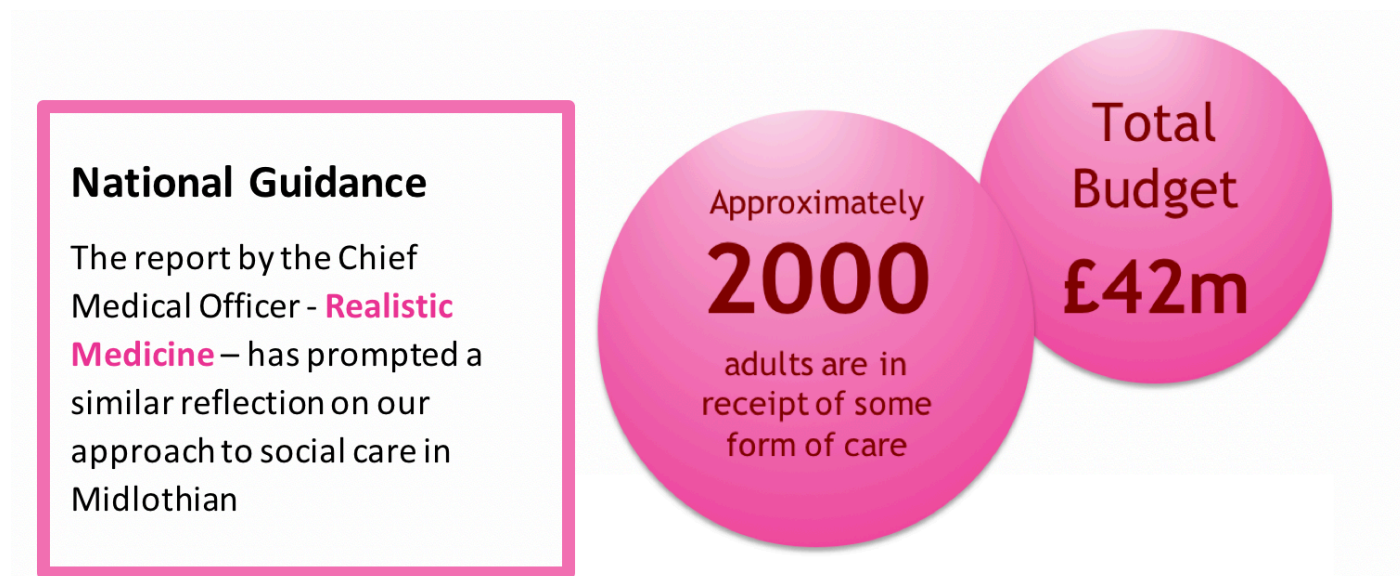 National Guidance
The report by the Chief
Medical Officer - Realistic
Medicine – has prompted a
similar reflection on our
approach to social care in
Midlothian
Approximately
2000
adults are in
receipt of some
form of care
Total
Budget
£42m